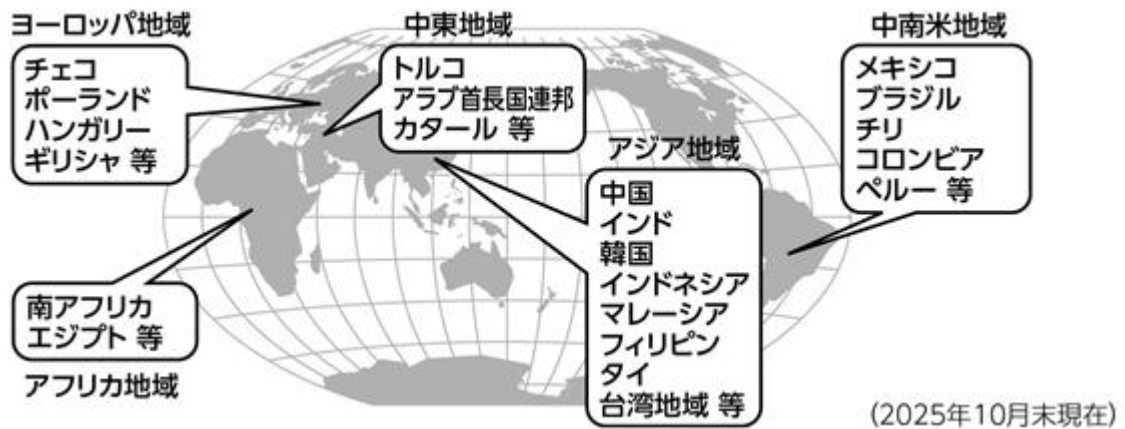 ヨーロッパ地域
チェコ
ポーランド
ハンガリー
ギリシャ 等
中東地域
トルコ
アラブ首長国連邦
カタール 等
中南米地域
メキシコ
ブラジル
チリ
コロンビア
ペルー 等
アジア地域
中国
インド
韓国
インドネシア
マレーシア
フィリピン
タイ
台湾地域 等
南アフリカ
エジプト 等
アフリカ地域
(2025年10月末現在)